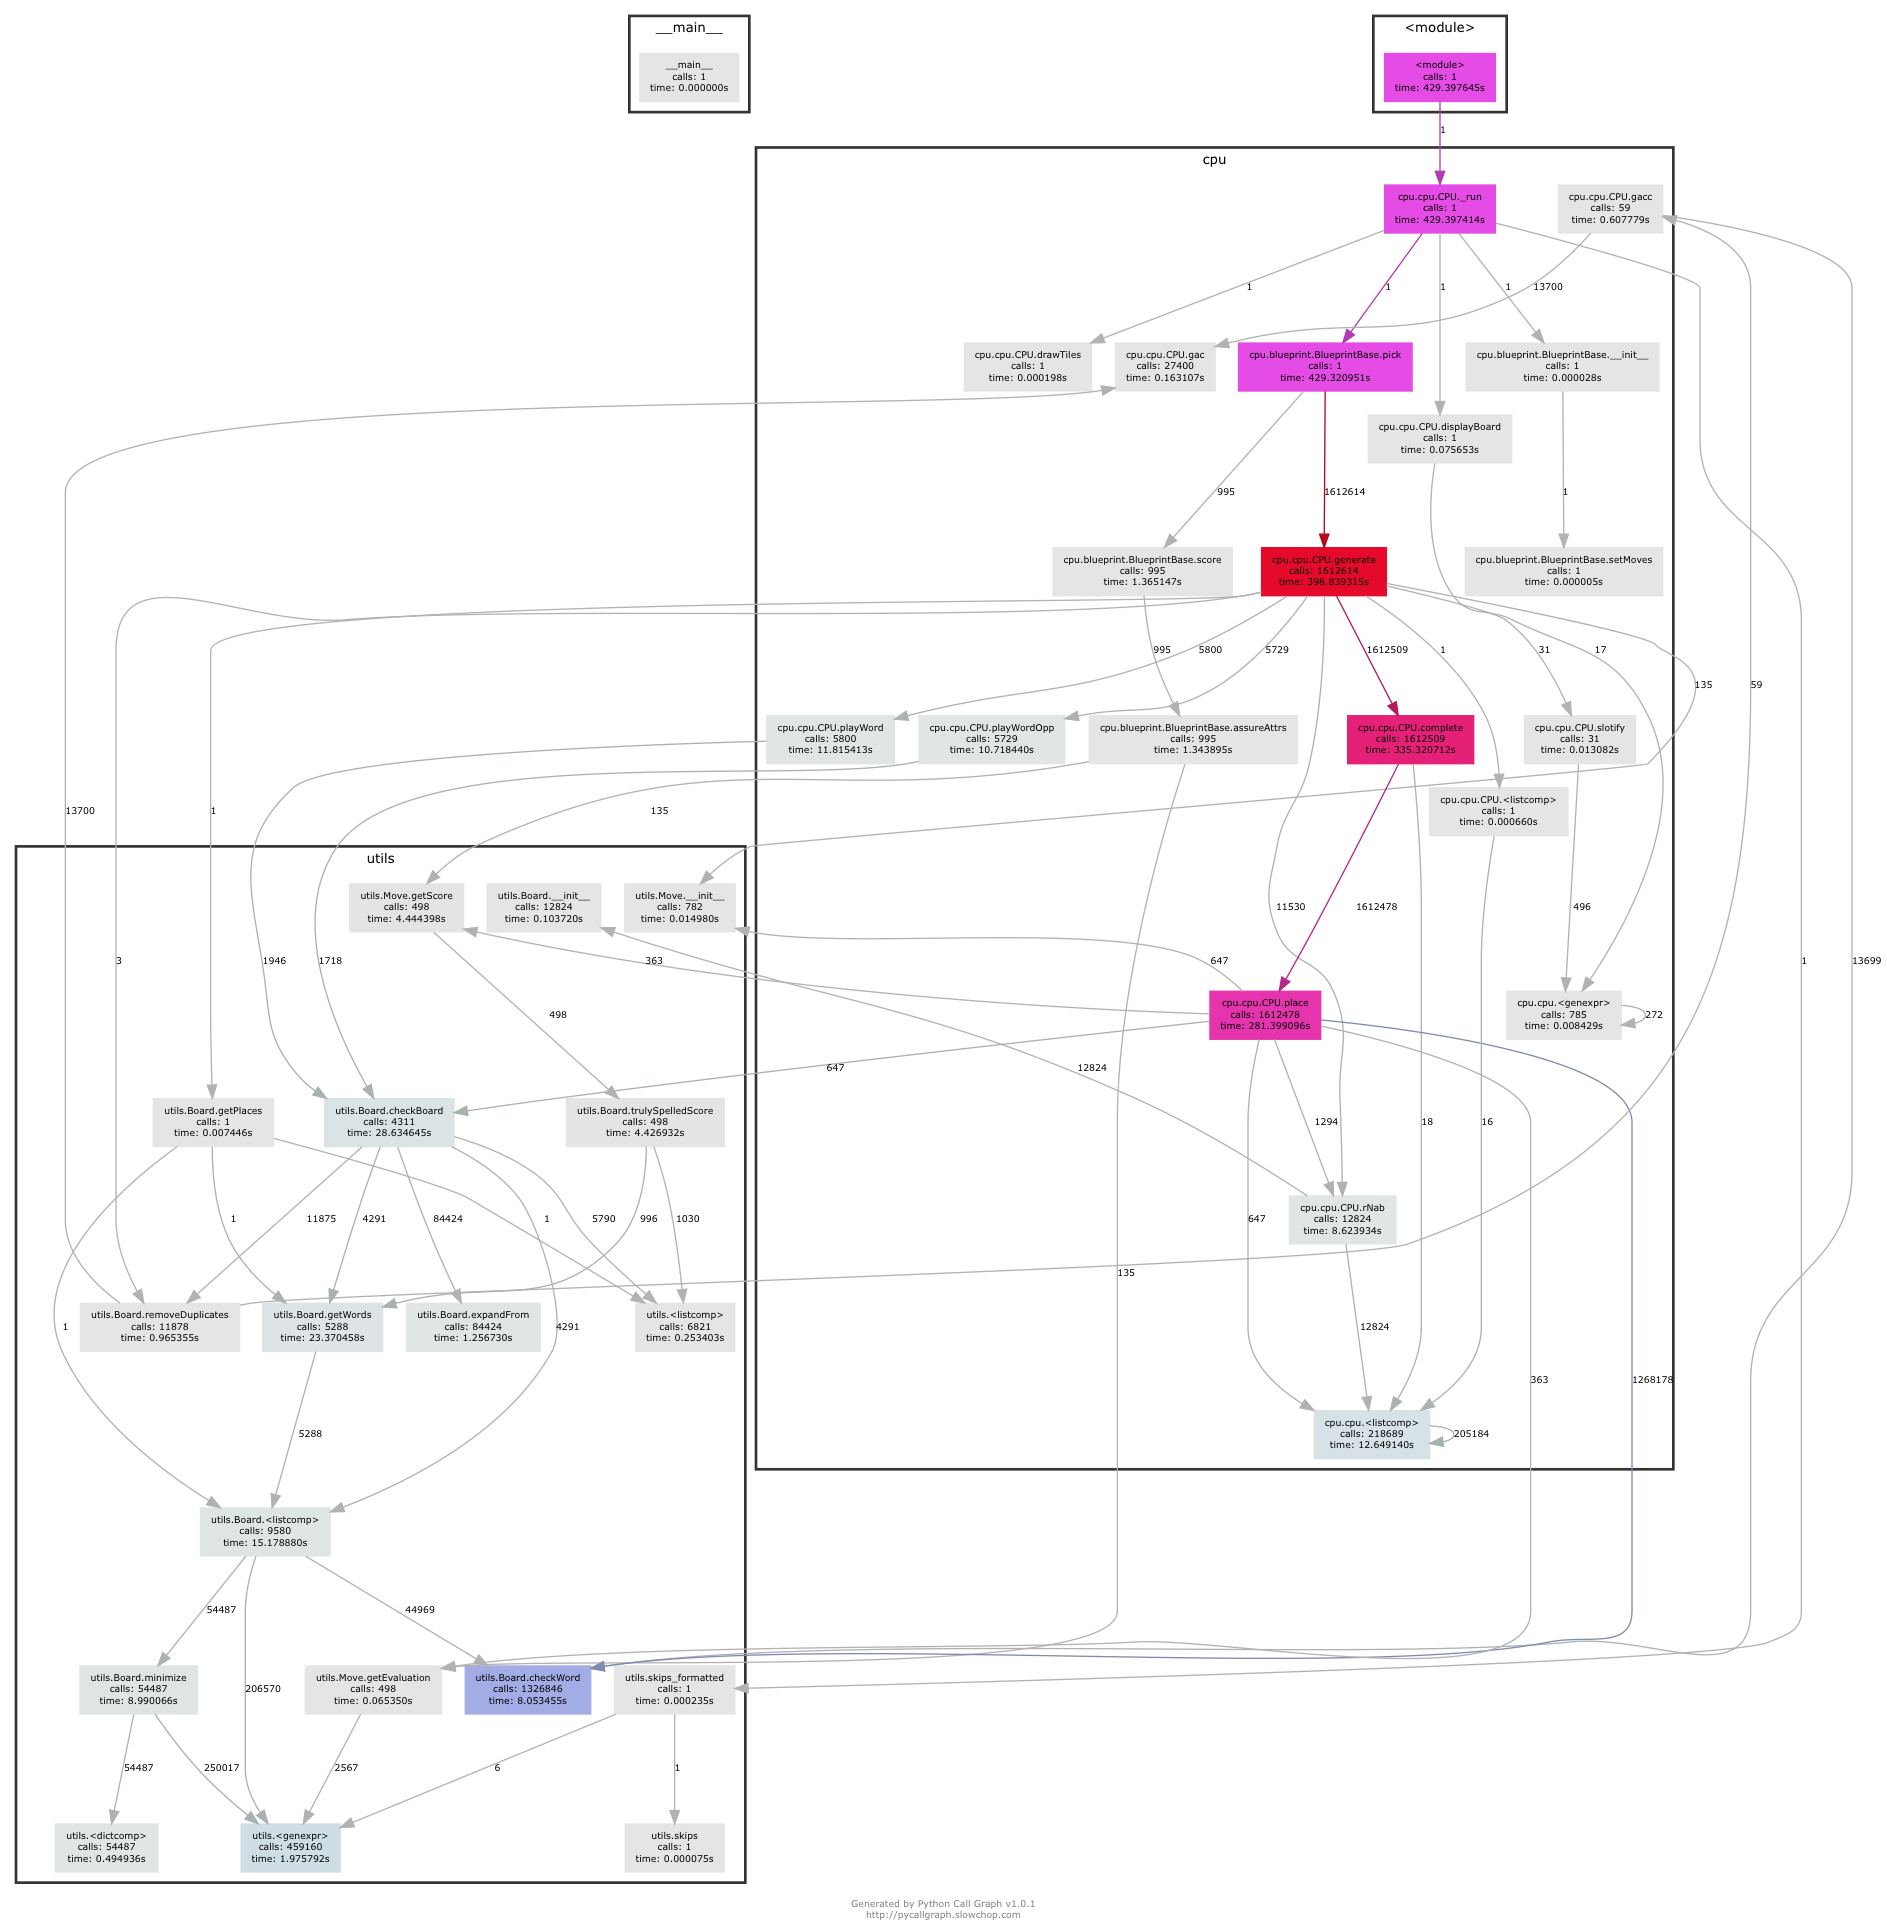 __main__
<module>
__main__
calls: 1
time: 0.000000s
<module>
calls: 1
time: 429.397645s
1
cpu
cpu.cpu.CPU._run
calls: 1
time: 429.397414s
cpu.cpu.CPU.gacc
calls: 59
time: 0.607779s
1
1
1
1
13700
cpu.cpu.CPU.drawTiles
calls: 1
time: 0.000198s
cpu.cpu.CPU.gac
calls: 27400
time: 0.163107s
cpu.blueprint.BlueprintBase.pick
calls: 1
time: 429.320951s
cpu.blueprint.BlueprintBase.__init__
calls: 1
time: 0.000028s
cpu.cpu.CPU.displayBoard
calls: 1
time: 0.075653s
995
1612614
1
cpu.blueprint.BlueprintBase.score
calls: 995
time: 1.365147s
cpu.cpu.CPU.generate
calls: 1612614
time: 398.839315s
cpu.blueprint.BlueprintBase.setMoves
calls: 1
time: 0.000005s
995
5800
5729
1612509
1
31
17
135
59
cpu.cpu.CPU.playWord
calls: 5800
time: 11.815413s
cpu.cpu.CPU.playWordOpp
calls: 5729
time: 10.718440s
cpu.blueprint.BlueprintBase.assureAttrs
calls: 995
time: 1.343895s
cpu.cpu.CPU.complete
calls: 1612509
time: 335.320712s
cpu.cpu.CPU.slotify
calls: 31
time: 0.013082s
13700
1
135
cpu.cpu.CPU.<listcomp>
calls: 1
time: 0.000660s
utils
utils.Move.getScore
calls: 498
time: 4.444398s
utils.Board.__init__
calls: 12824
time: 0.103720s
utils.Move.__init__
calls: 782
time: 0.014980s
11530
1612478
496
3
1946
1718
363
647
1
13699
498
cpu.cpu.CPU.place
calls: 1612478
time: 281.399096s
cpu.cpu.<genexpr>
calls: 785
time: 0.008429s
272
647
12824
utils.Board.getPlaces
calls: 1
time: 0.007446s
utils.Board.checkBoard
calls: 4311
time: 28.634645s
utils.Board.trulySpelledScore
calls: 498
time: 4.426932s
1294
18
16
1
11875
4291
84424
1
5790
996
1030
647
cpu.cpu.CPU.rNab
calls: 12824
time: 8.623934s
135
utils.Board.removeDuplicates
calls: 11878
time: 0.965355s
utils.Board.getWords
calls: 5288
time: 23.370458s
utils.Board.expandFrom
calls: 84424
time: 1.256730s
utils.<listcomp>
calls: 6821
time: 0.253403s
1
4291
12824
363
1268178
5288
cpu.cpu.<listcomp>
calls: 218689
time: 12.649140s
205184
utils.Board.<listcomp>
calls: 9580
time: 15.178880s
54487
44969
utils.Board.minimize
calls: 54487
time: 8.990066s
206570
utils.Move.getEvaluation
calls: 498
time: 0.065350s
utils.Board.checkWord
calls: 1326846
time: 8.053455s
utils.skips_formatted
calls: 1
time: 0.000235s
54487
250017
2567
6
1
utils.<dictcomp>
calls: 54487
time: 0.494936s
utils.<genexpr>
calls: 459160
time: 1.975792s
utils.skips
calls: 1
time: 0.000075s
Generated by Python Call Graph v1.0.1
http://pycallgraph.slowchop.com